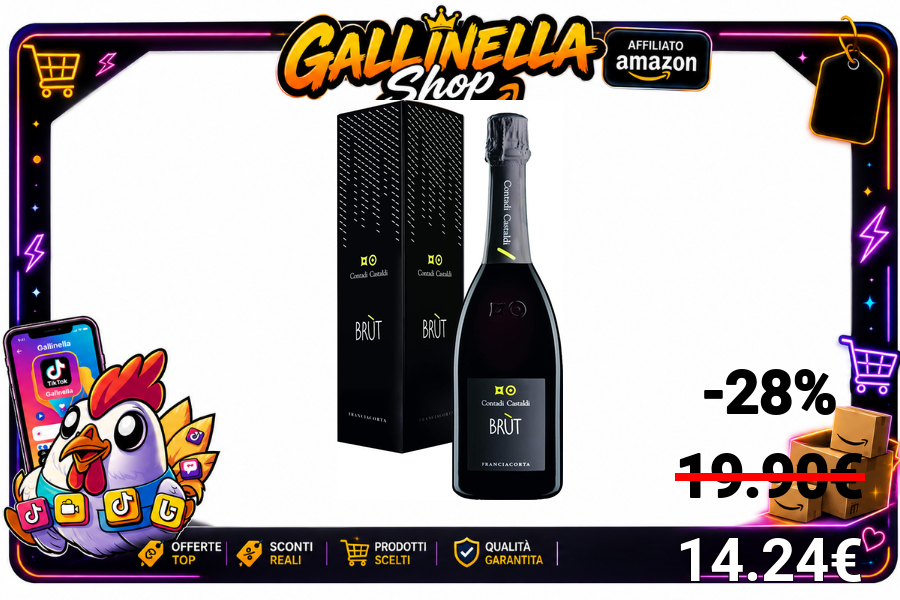 GALLINELLA
Shop
AFFILIATO
amazon
Contadi Castaldi
Contadi Castaldi
BRÙT
FRANCIACORTA
Contadi Castaldi
BRÙT
FRANCIACORTA
Contadi Castaldi
BRÙT
FRANCIACORTA
Gallinella
TikTok
Gallinella
-28%
19.90€
14.24€
OFFERTE
TOP
SCONTI
REALI
PRODOTTI
SCELTI
QUALITÀ
GARANTITA